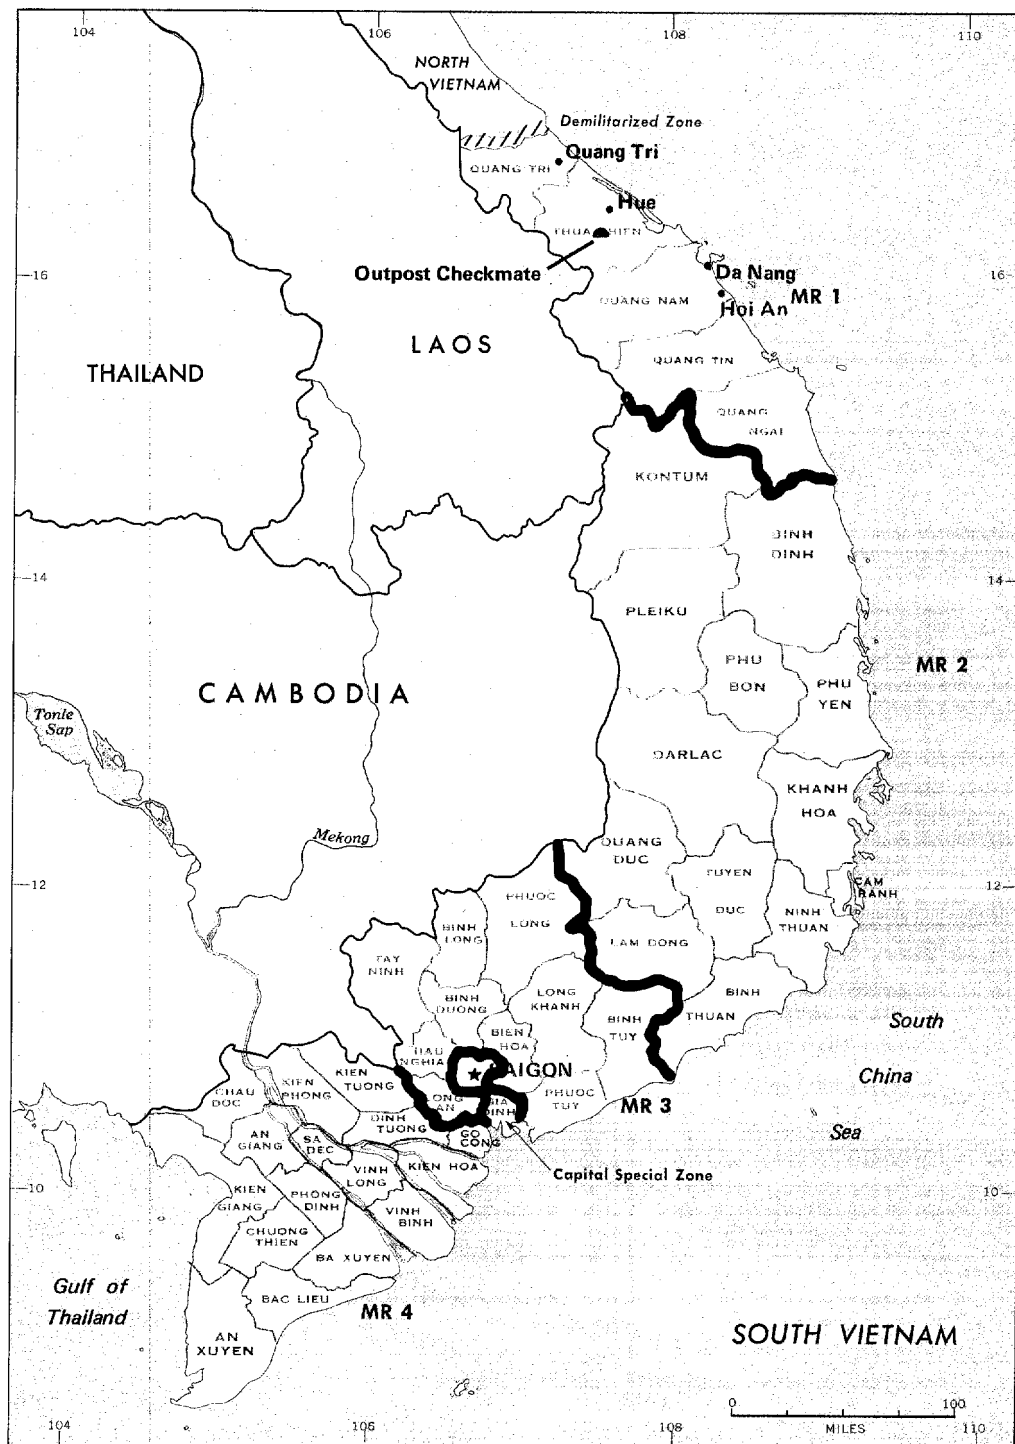 104
106
108
110
NORTH
VIETNAM
Demilitarized Zone
Quang Tri
QUANG TRI
Hue
THUA THIEN
Outpost Checkmate
16
16
Da Nang
MR 1
Hoi An
QUANG NAM
LAOS
QUANG TIN
THAILAND
QUANG
NGAI
KONTUM
BINH
DINH
14
14
PLEIKU
PHU
BON
MR 2
PHU
YEN
CAMBODIA
Tonle
Sap
DARLAC
KHANH
HOA
Mekong
QUANG
DUC
TUYEN
DUC
12
12
CAM
RANH
PHUOC
LONG
NINH
THUAN
BINH
LONG
LAM DONG
TAY
NINH
LONG
KHANH
BINH
THUAN
BINH
DUONG
BINH
TUY
BIEN
HOA
South
China
Sea
HAU
NGHIA
SAIGON
KIEN
TUONG
KIEN
PHONG
CHAU
DOC
LONG
AN
GIA
DINH
PHUOC
TUY
MR 3
DINH
TUONG
GO
CONG
AN
GIANG
SA
DEC
VINH
LONG
KIEN HOA
Capital Special Zone
10
10
KIEN
GIANG
PHONG
DINH
VINH
BINH
CHUONG
THIEN
BA XUYEN
Gulf of
Thailand
BAC LIEU
MR 4
AN
XUYEN
SOUTH VIETNAM
0
100
MILES
104
106
108
110